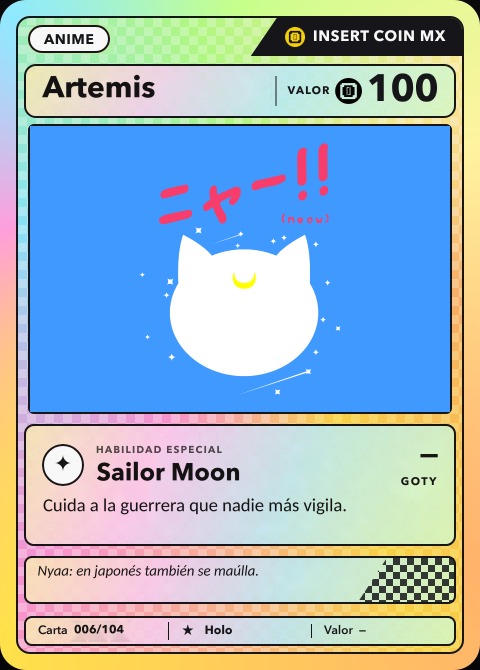 ANIME
INSERT COIN MX
Artemis
VALOR 100
ニャー!!
(meow)
HABILIDAD ESPECIAL
Sailor Moon
–
GOTY
Cuida a la guerrera que nadie más vigila.
Nyaa: en japonés también se maúlla.
Carta 006/104
★ Holo
Valor –